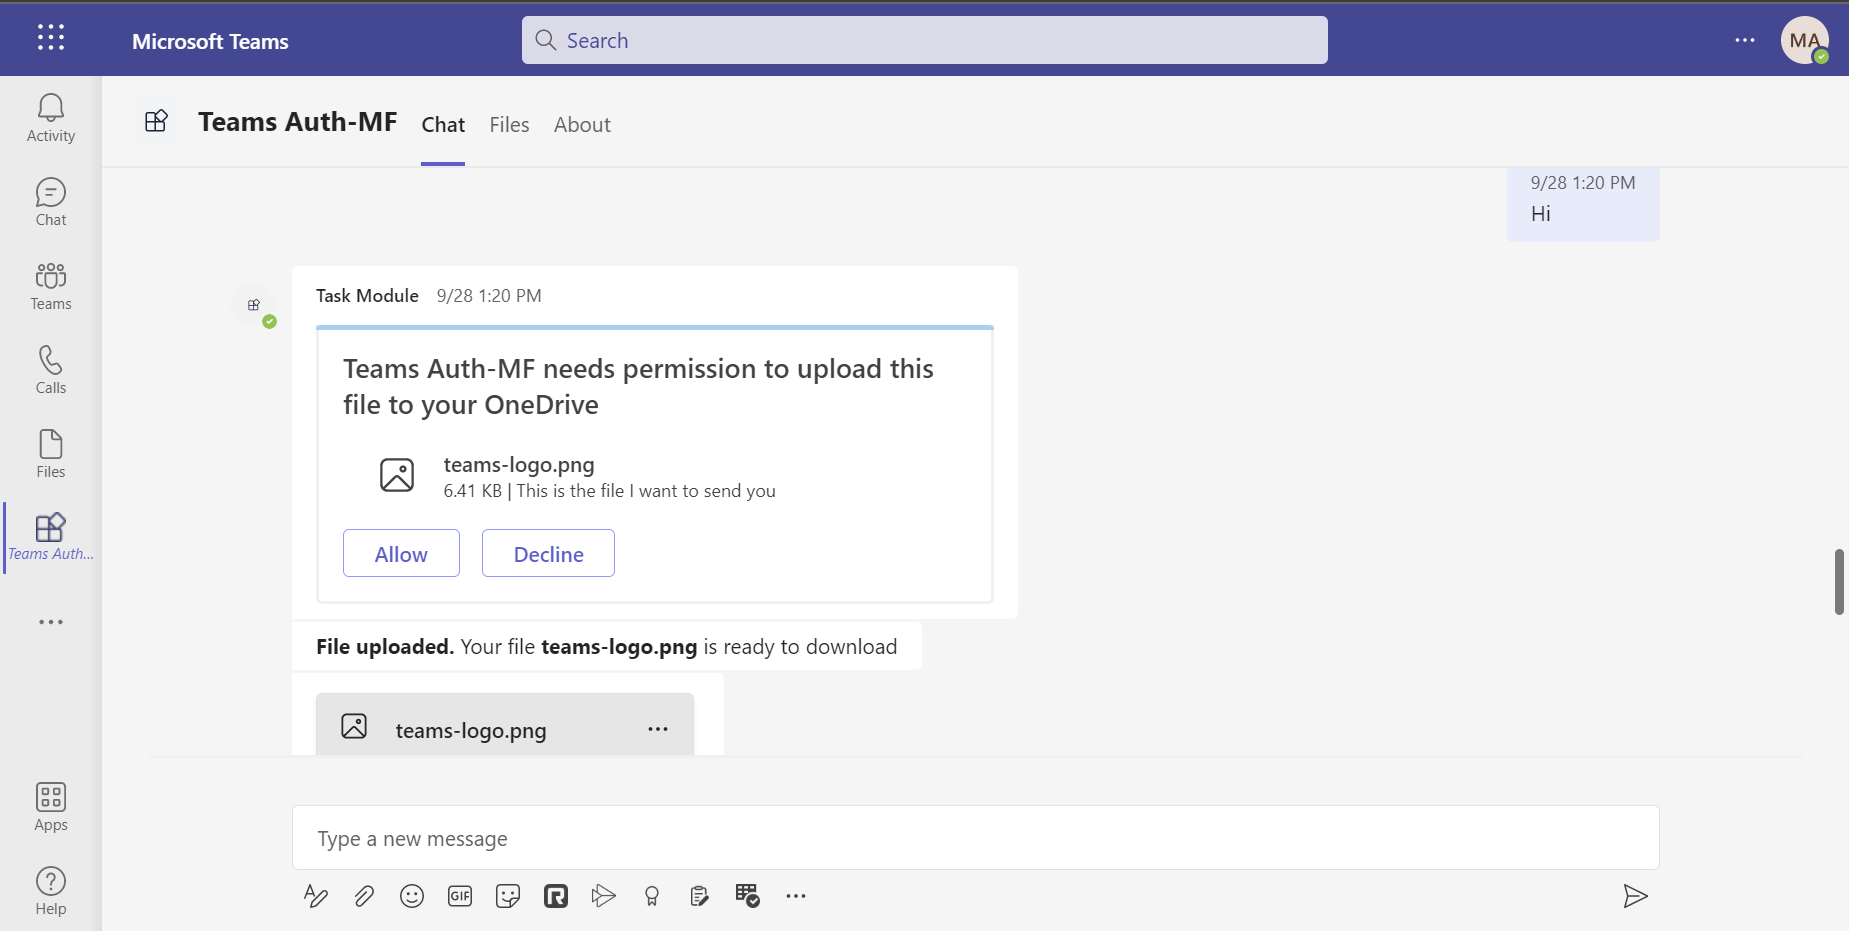 Microsoft Teams
Search
MA
Activity
Chat
Teams
Calls
Files
Teams Auth...
Apps
Help
Teams Auth-MF
Chat
Files
About
9/28 1:20 PM
Hi
Task Module 9/28 1:20 PM
Teams Auth-MF needs permission to upload this
file to your OneDrive
teams-logo.png
6.41 KB | This is the file I want to send you
Allow
Decline
File uploaded. Your file teams-logo.png is ready to download
teams-logo.png
Type a new message
GIF